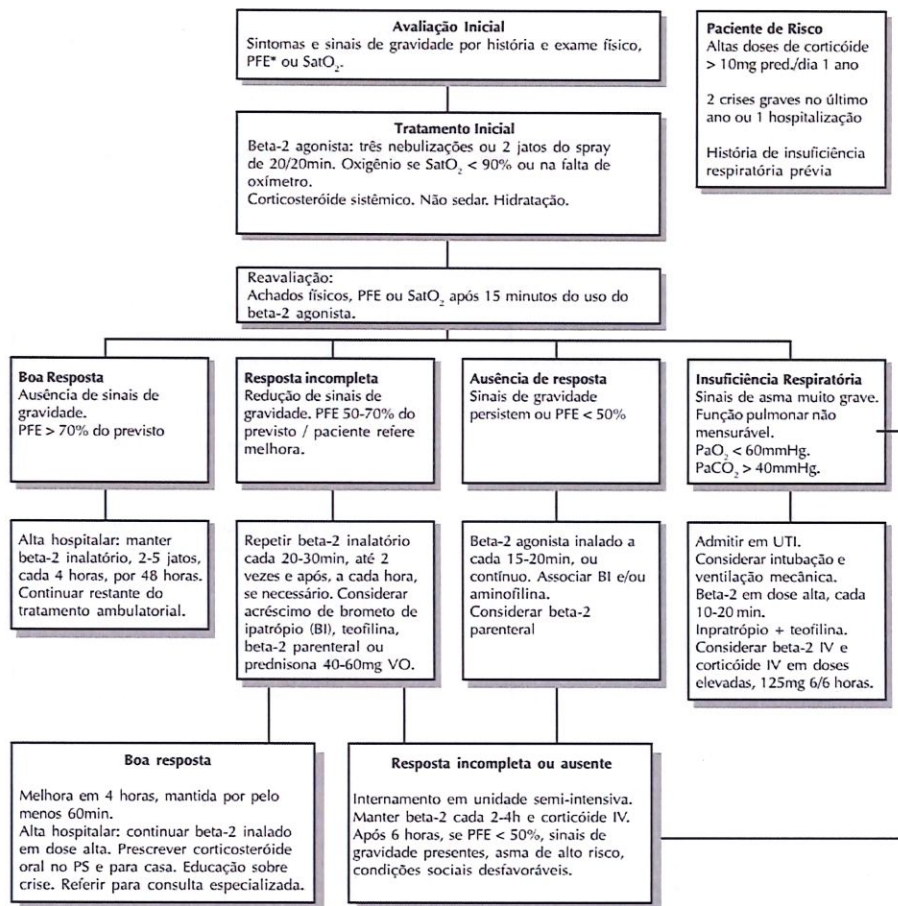 Avaliação Inicial
Sintomas e sinais de gravidade por história e exame físico,
PFE* ou SatO₂.
Paciente de Risco
Altas doses de corticóide
> 10mg pred./dia 1 ano
2 crises graves no último
ano ou 1 hospitalização
História de insuficiência
respiratória prévia
Tratamento Inicial
Beta-2 agonista: três nebulizações ou 2 jatos do spray
de 20/20min. Oxigênio se SatO₂ < 90% ou na falta de
oxímetro.
Corticosteróide sistêmico. Não sedar. Hidratação.
Reavaliação:
Achados físicos, PFE ou SatO₂ após 15 minutos do uso do
beta-2 agonista.
Boa Resposta
Ausência de sinais de
gravidade.
PFE > 70% do previsto
Resposta incompleta
Redução de sinais de
gravidade. PFE 50-70% do
previsto / paciente refere
melhora.
Ausência de resposta
Sinais de gravidade
persistem ou PFE < 50%
Insuficiência Respiratória
Sinais de asma muito grave.
Função pulmonar não
mensurável.
PaO₂ < 60mmHg.
PaCO₂ > 40mmHg.
Alta hospitalar: manter
beta-2 inalatório, 2-5 jatos,
cada 4 horas, por 48 horas.
Continuar restante do
tratamento ambulatorial.
Repetir beta-2 inalatório
cada 20-30min, até 2
vezes e após, a cada hora,
se necessário. Considerar
acréscimo de brometo de
ipatrópio (BI), teofilina,
beta-2 parenteral ou
prednisona 40-60mg VO.
Beta-2 agonista inalado a
cada 15-20min, ou
contínuo. Associar BI e/ou
aminofilina.
Considerar beta-2
parenteral
Admitir em UTI.
Considerar intubação e
ventilação mecânica.
Beta-2 em dose alta, cada
10-20 min.
Inpratrópio + teofilina.
Considerar beta-2 IV e
corticóide IV em doses
elevadas, 125mg 6/6 horas.
Boa resposta
Melhora em 4 horas, mantida por pelo
menos 60min.
Alta hospitalar: continuar beta-2 inalado
em dose alta. Prescrever corticosteróide
oral no PS e para casa. Educação sobre
crise. Referir para consulta especializada.
Resposta incompleta ou ausente
Internamento em unidade semi-intensiva.
Manter beta-2 cada 2-4h e corticóide IV.
Após 6 horas, se PFE < 50%, sinais de
gravidade presentes, asma de alto risco,
condições sociais desfavoráveis.